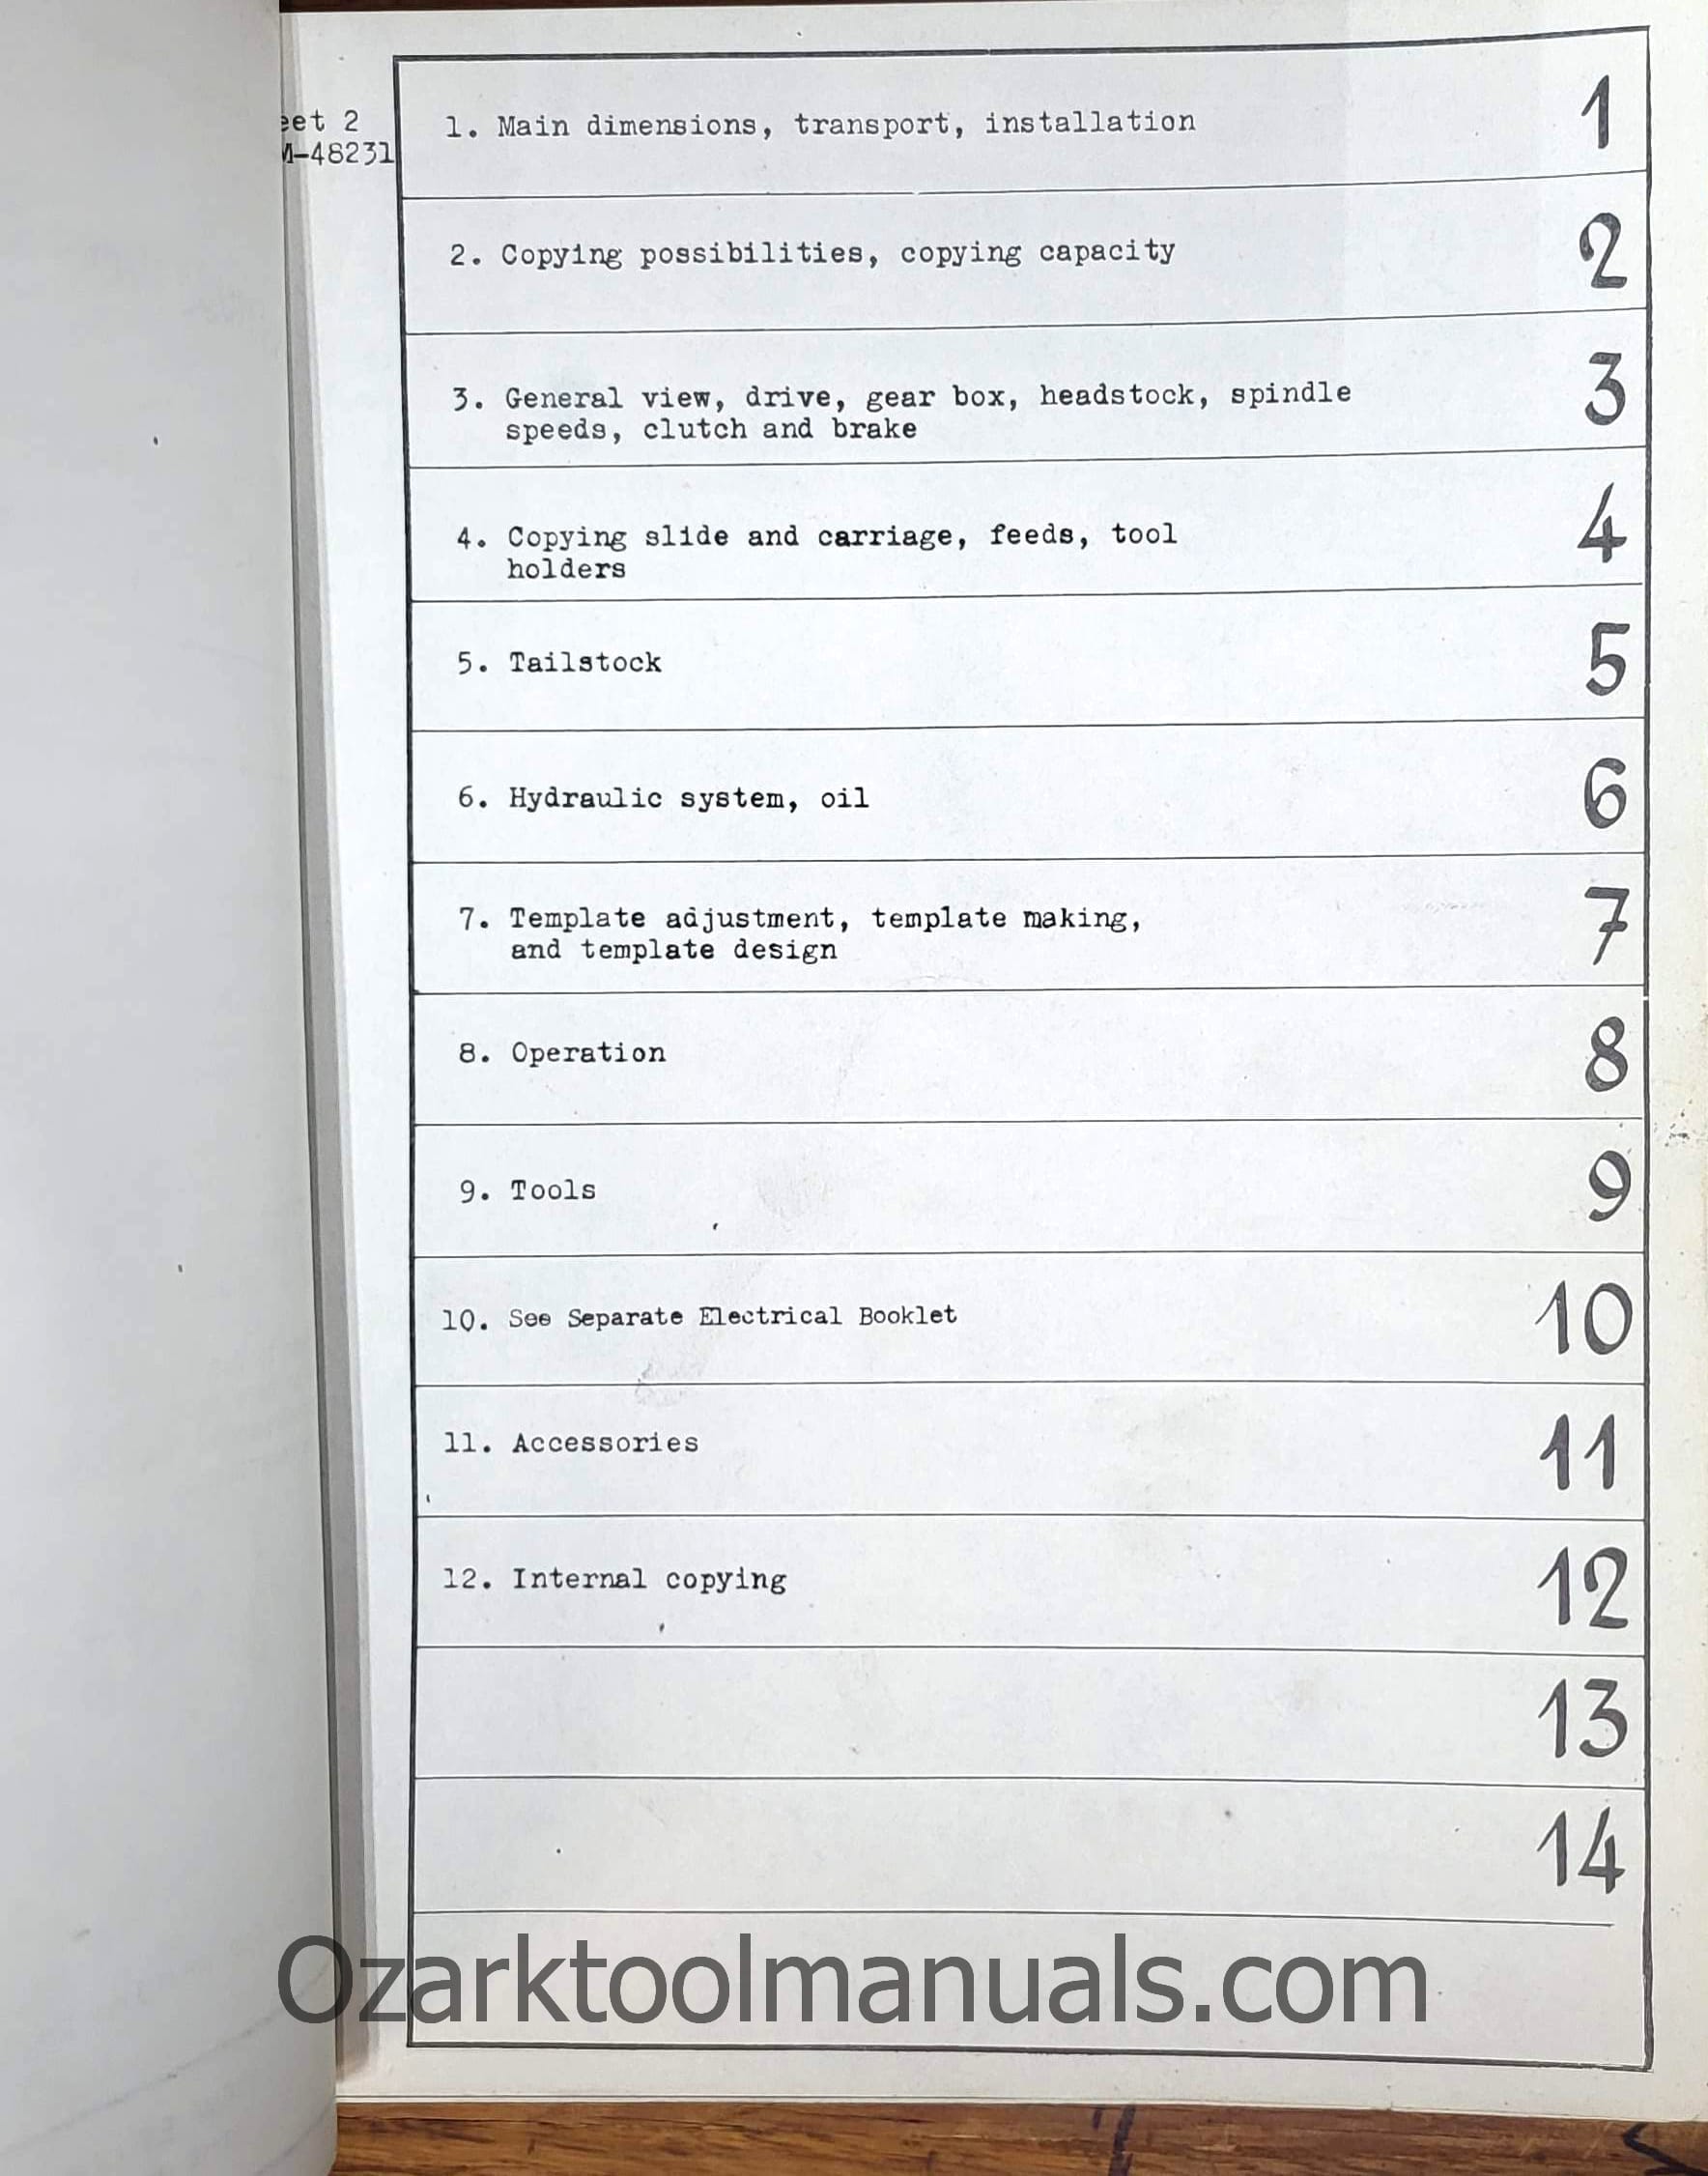 eet 2
M-48231
1. Main dimensions, transport, installation
1
2. Copying possibilities, copying capacity
2
3. General view, drive, gear box, headstock, spindle
speeds, clutch and brake
3
4. Copying slide and carriage, feeds, tool
holders
4
5. Tailstock
5
6. Hydraulic system, oil
6
7. Template adjustment, template making,
and template design
7
8. Operation
8
9. Tools
9
10. See Separate Electrical Booklet
10
11. Accessories
11
12. Internal copying
12
13
14
Ozarktoolmanuals.com